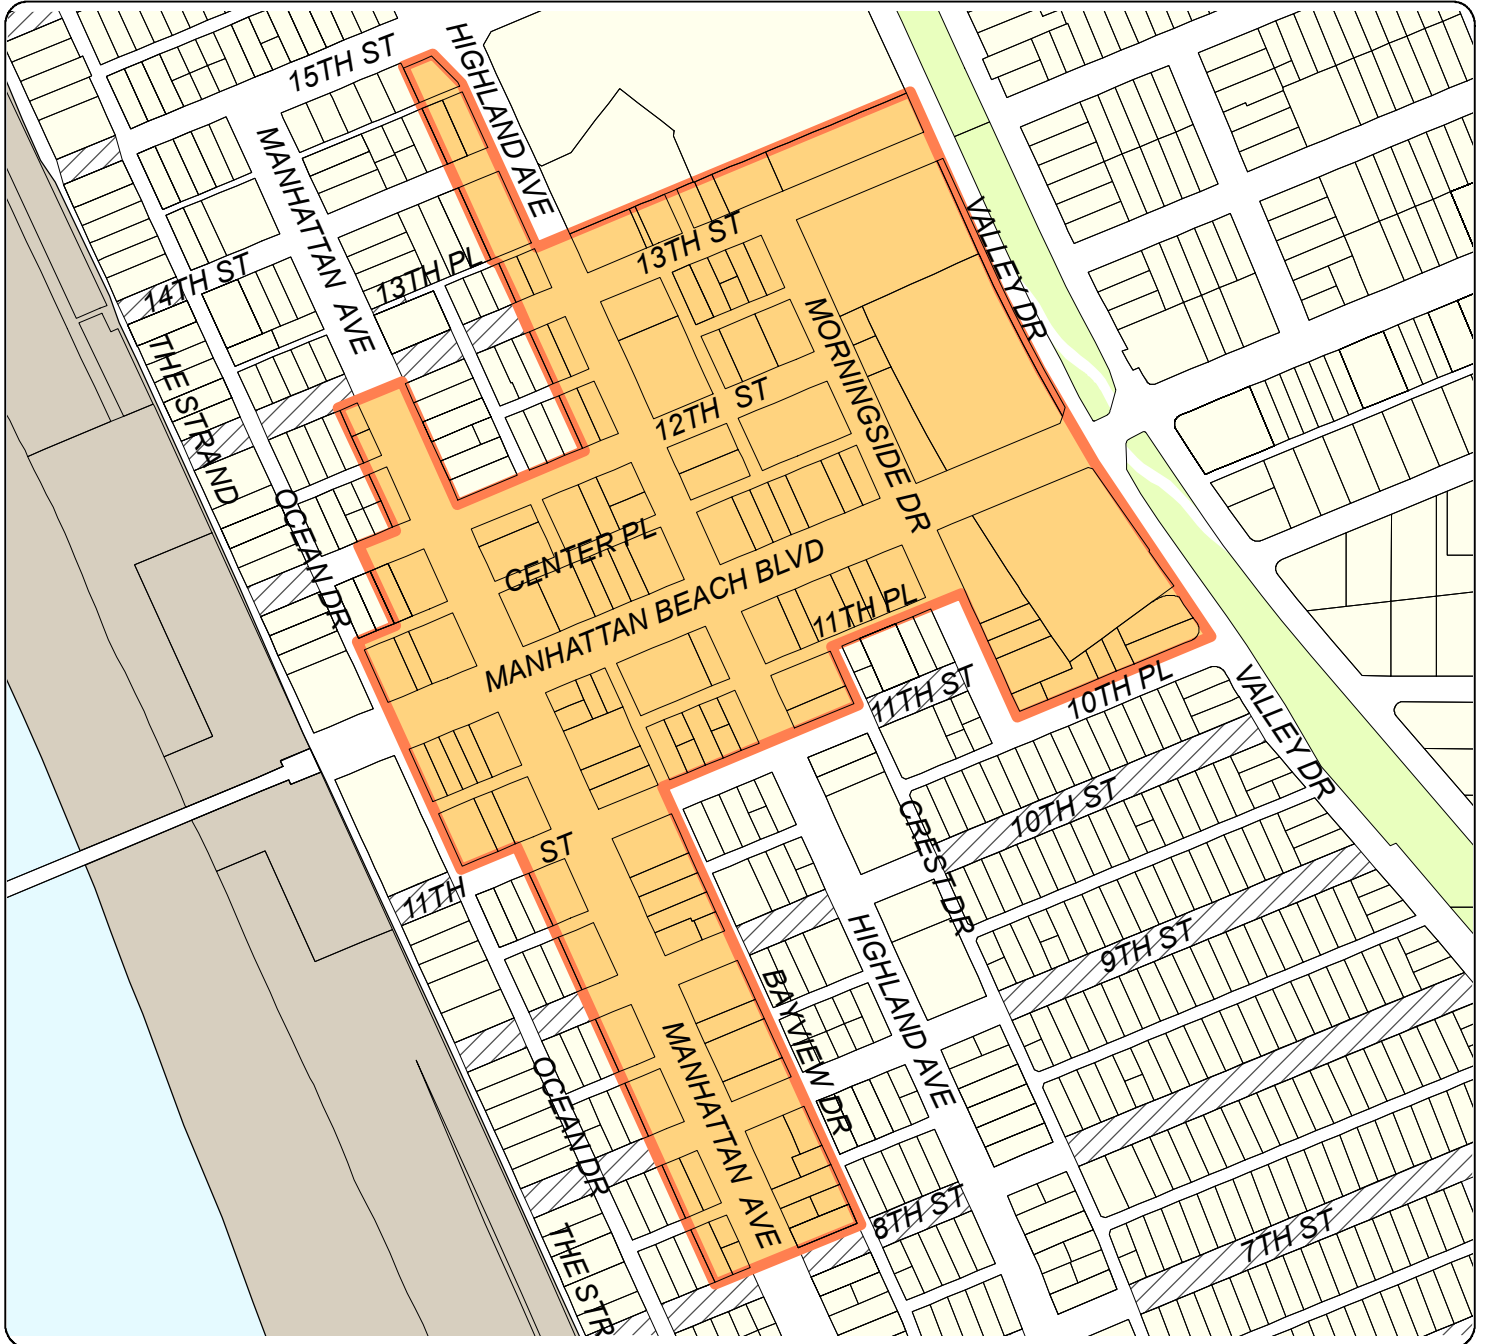 15TH ST
HIGHLAND AVE
MANHATTAN AVE
14TH ST
13TH PL
13TH ST
VALLEY DR
THE STRAND
MORNINGSIDE DR
12TH ST
OCEAN DR
CENTER PL
MANHATTAN BEACH BLVD
11TH PL
11TH ST
10TH PL
VALLEY DR
10TH ST
CREST DR
11TH ST
9TH ST
HIGHLAND AVE
BAYVIEW DR
MANHATTAN AVE
OCEAN DR
8TH ST
7TH ST
THE STR